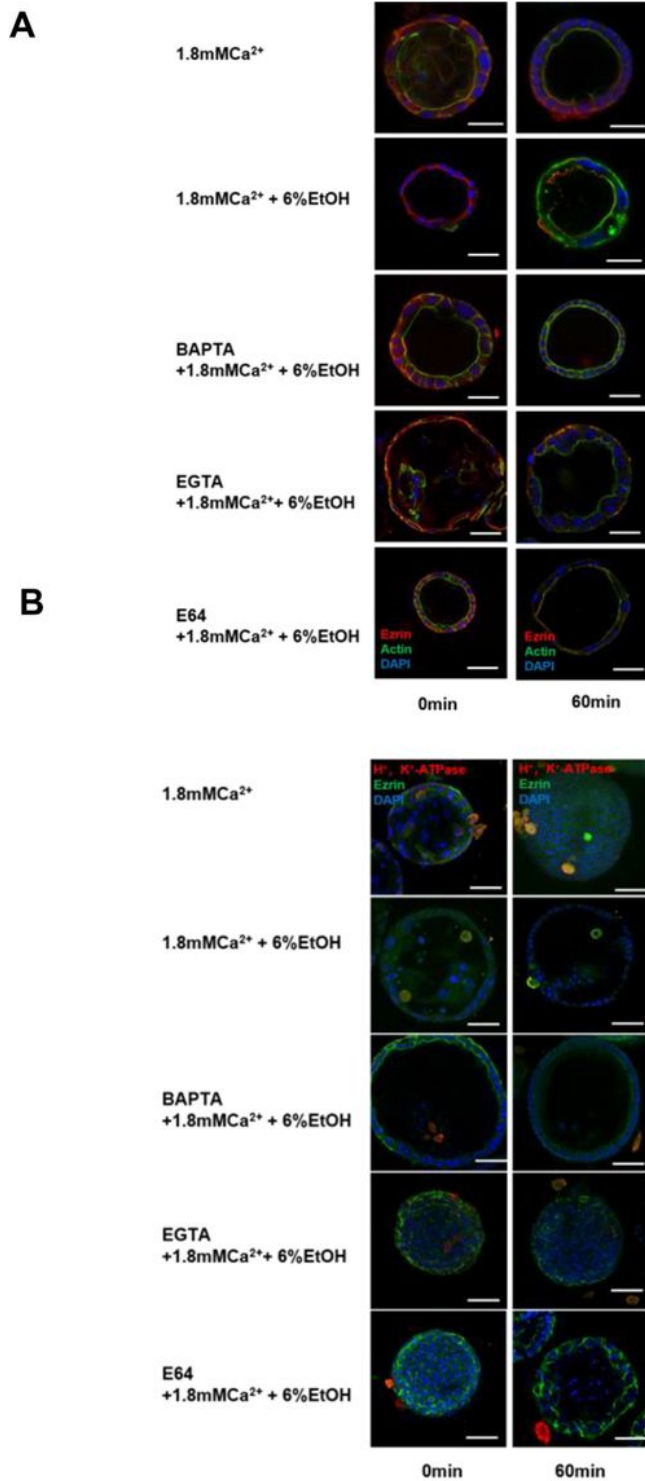 A
1.8mMCa²⁺
1.8mMCa²⁺ + 6%EtOH
BAPTA
+1.8mMCa²⁺ + 6%EtOH
EGTA
+1.8mMCa²⁺+ 6%EtOH
B
E64
+1.8mMCa²⁺ + 6%EtOH
Ezrin
Actin
DAPI
Ezrin
Actin
DAPI
0min
60min
1.8mMCa²⁺
H⁺, K⁺-ATPase
Ezrin
DAPI
H⁺, K⁺-ATPase
Ezrin
DAPI
1.8mMCa²⁺ + 6%EtOH
BAPTA
+1.8mMCa²⁺ + 6%EtOH
EGTA
+1.8mMCa²⁺+ 6%EtOH
E64
+1.8mMCa²⁺ + 6%EtOH
0min
60min